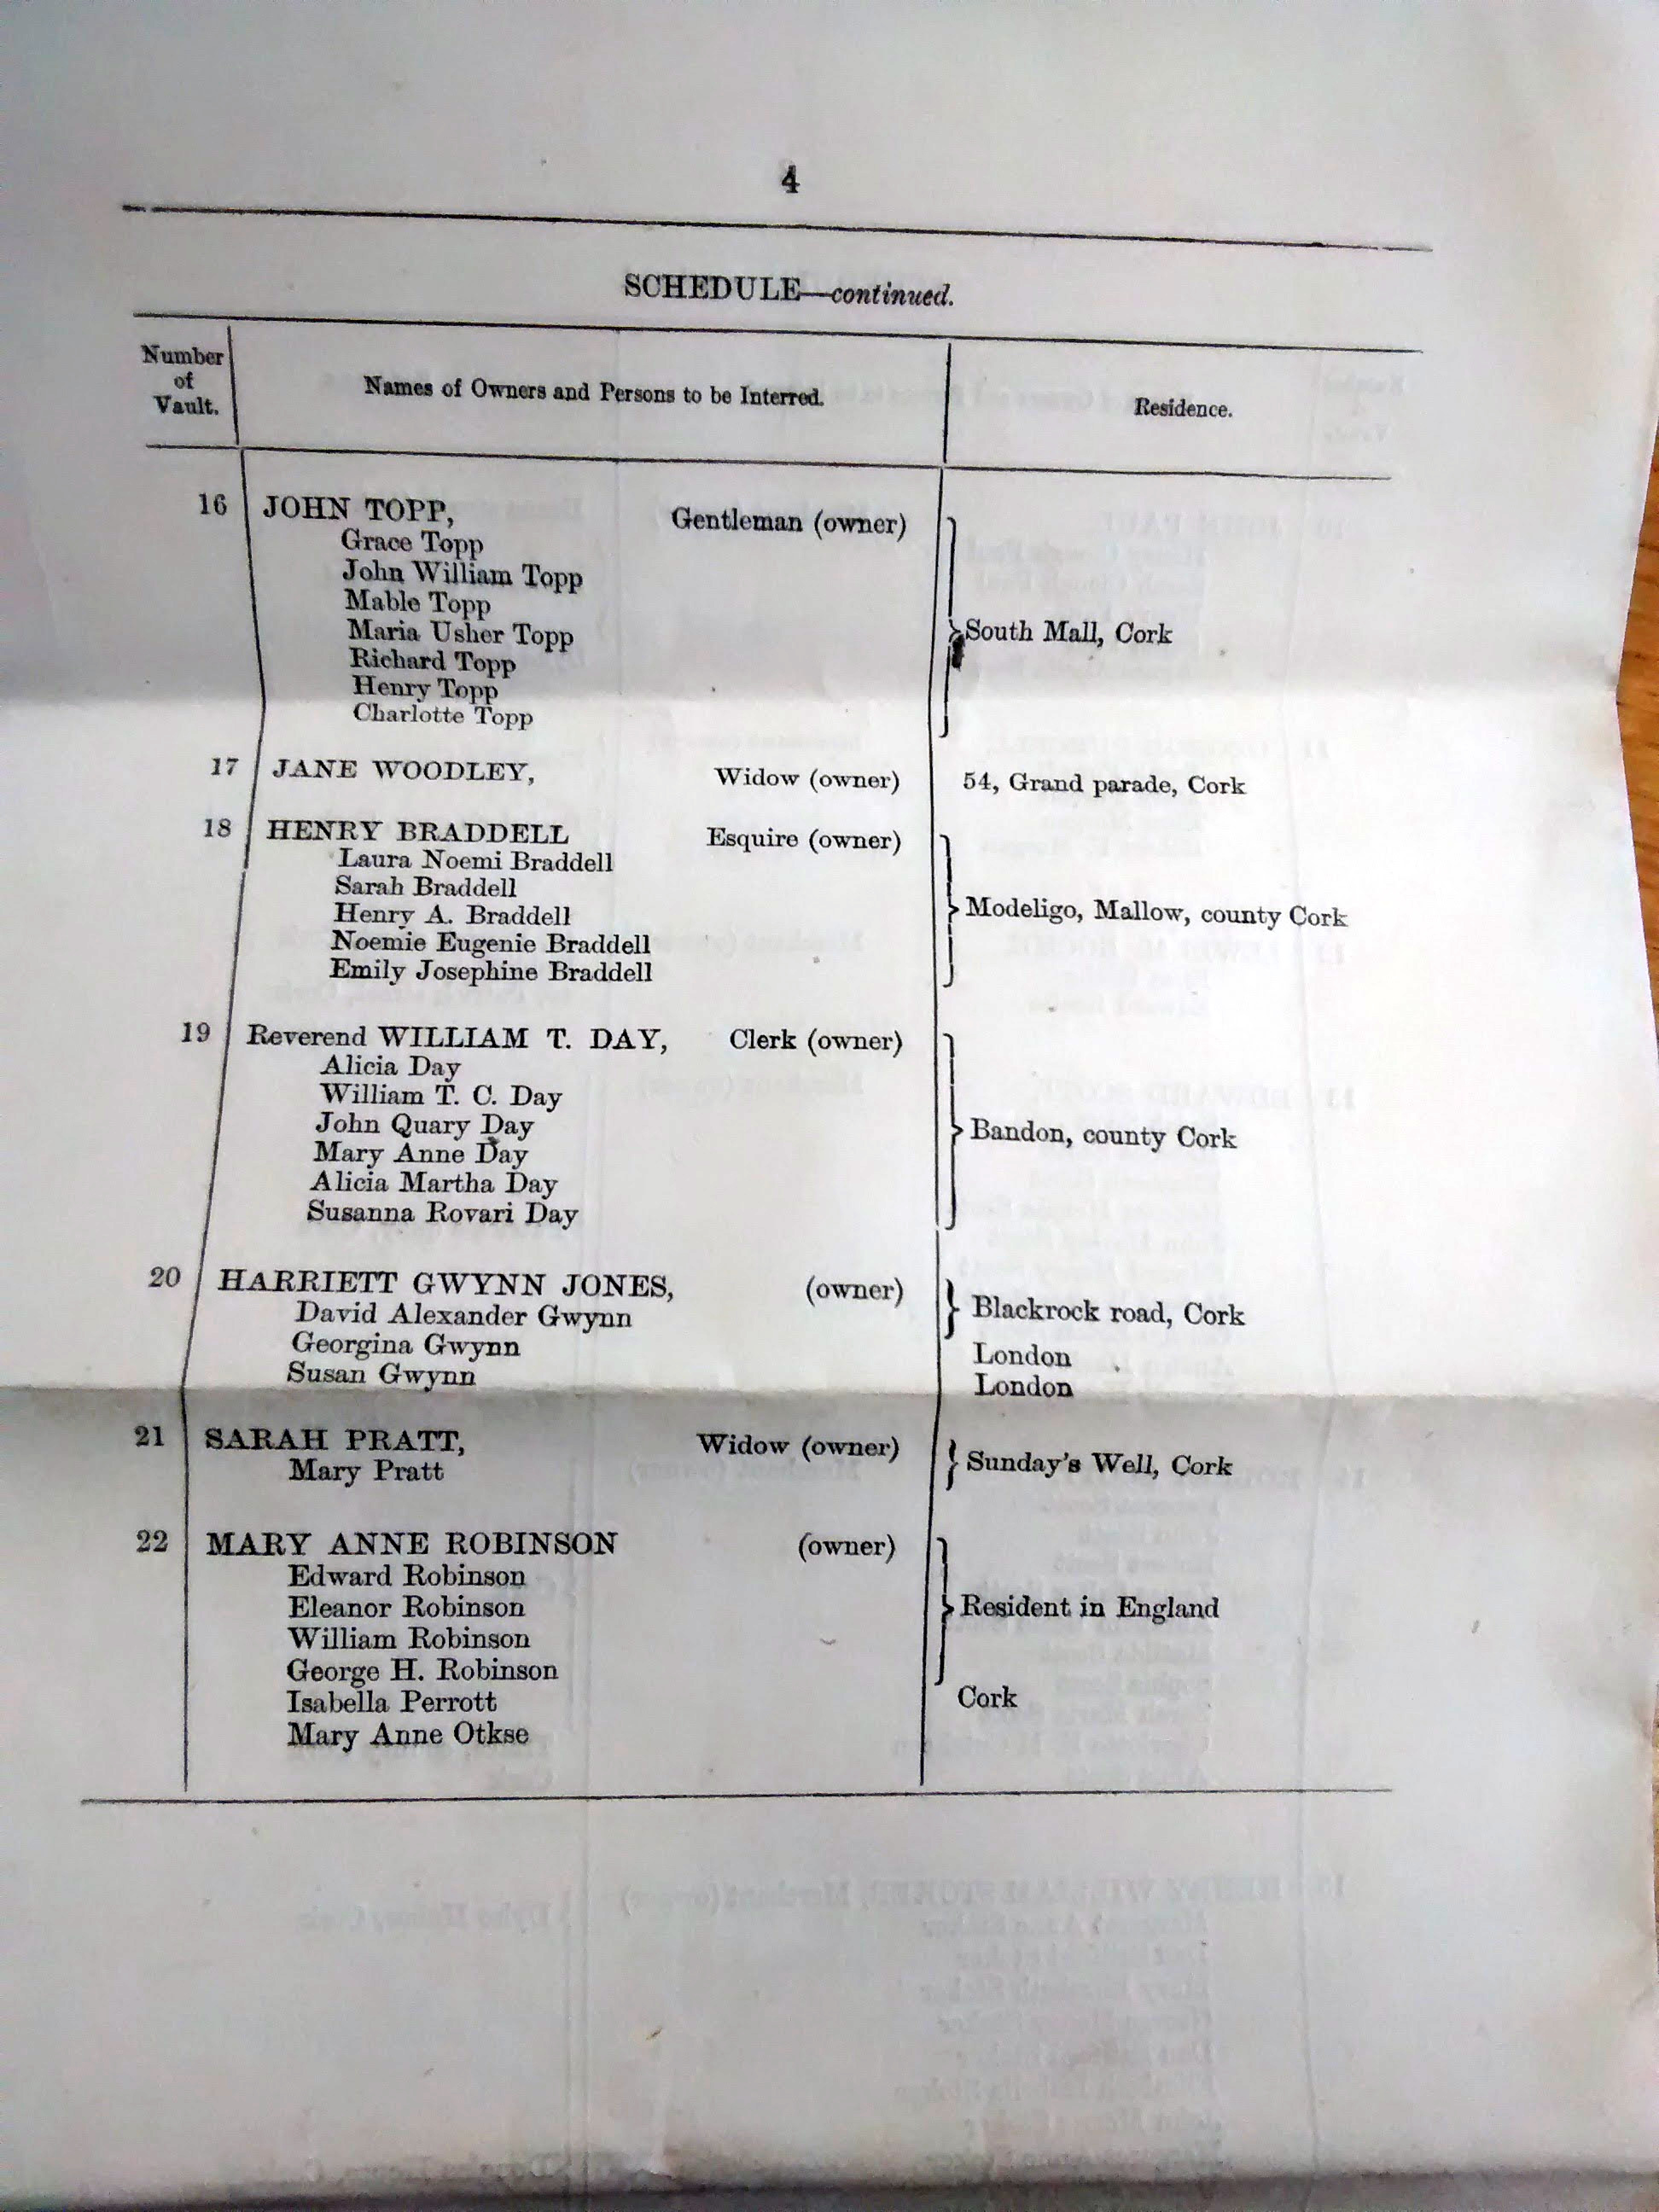 4
SCHEDULE—continued.
Number of Vault.
Names of Owners and Persons to be Interred.
Residence.
16 JOHN TOPP, Gentleman (owner)
Grace Topp
John William Topp
Mable Topp
Maria Usher Topp South Mall, Cork
Richard Topp
Henry Topp
Charlotte Topp
17 JANE WOODLEY, Widow (owner) 54, Grand parade, Cork
18 HENRY BRADDELL Esquire (owner)
Laura Noemi Braddell
Sarah Braddell
Henry A. Braddell Modeligo, Mallow, county Cork
Noemie Eugenie Braddell
Emily Josephine Braddell
19 Reverend WILLIAM T. DAY, Clerk (owner)
Alicia Day
William T. C. Day
John Quary Day Bandon, county Cork
Mary Anne Day
Alicia Martha Day
Susanna Rovari Day
20 HARRIETT GWYNN JONES, (owner)
David Alexander Gwynn Blackrock road, Cork
Georgina Gwynn London
Susan Gwynn London
21 SARAH PRATT, Widow (owner)
Mary Pratt Sunday's Well, Cork
22 MARY ANNE ROBINSON (owner)
Edward Robinson
Eleanor Robinson Resident in England
William Robinson
George H. Robinson
Isabella Perrott Cork
Mary Anne Otkse